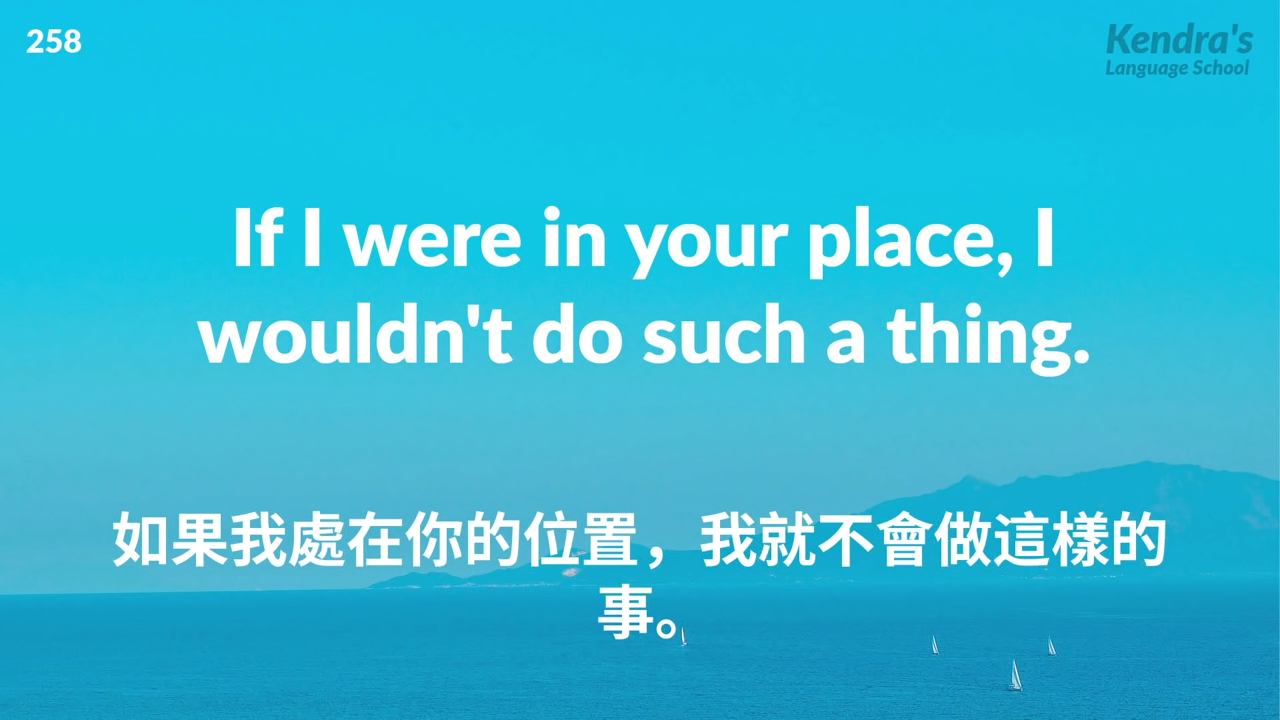 258
Kendra's
Language School
If I were in your place, I
wouldn't do such a thing.
如果我處在你的位置，我就不會做這樣的
事。